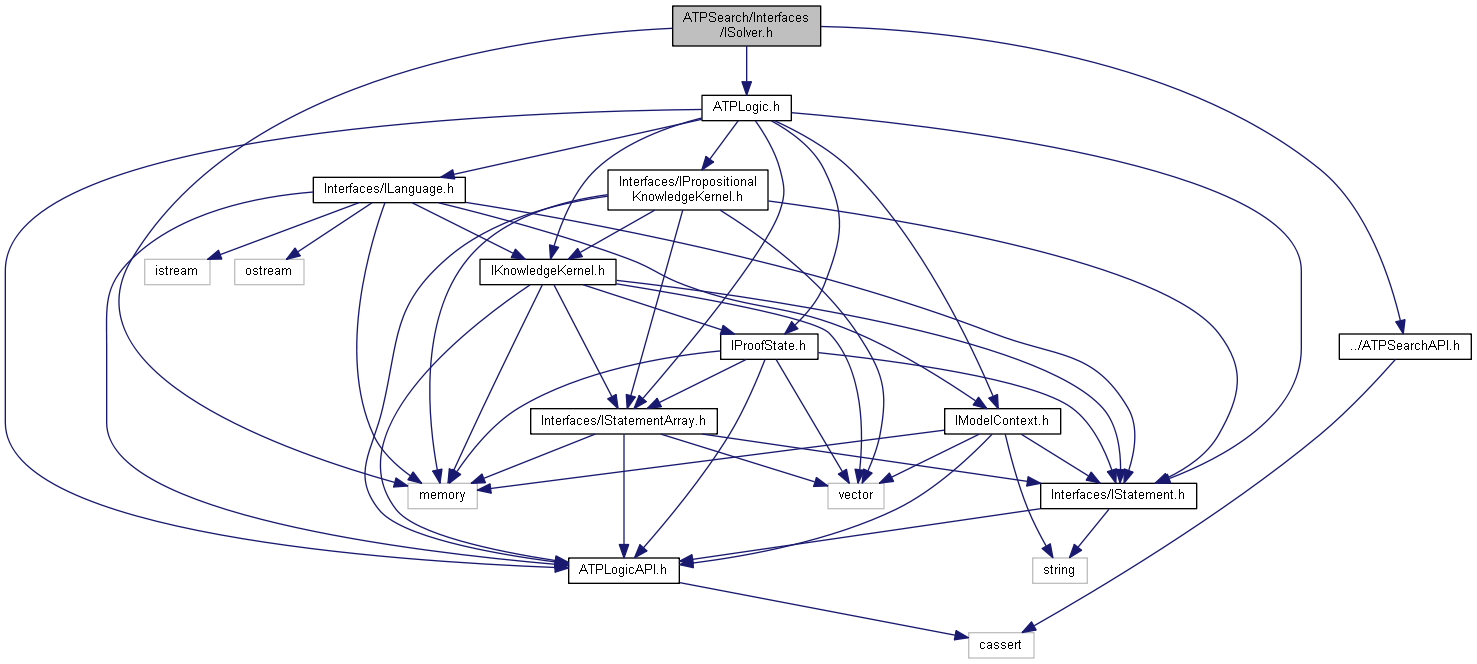 ATPSearch/Interfaces
/ISolver.h
ATPLogic.h
Interfaces/ILanguage.h
Interfaces/IPropositional
KnowledgeKernel.h
istream
ostream
IKnowledgeKernel.h
IProofState.h
../ATPSearchAPI.h
Interfaces/IStatementArray.h
IModelContext.h
memory
vector
Interfaces/IStatement.h
ATPLogicAPI.h
string
cassert